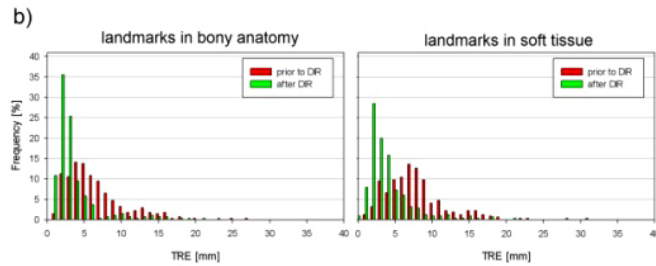 b)
landmarks in bony anatomy
landmarks in soft tissue
Frequency [%]
40
35
30
25
20
15
10
5
0
prior to DIR
after DIR
prior to DIR
after DIR
0 5 10 15 20 25 30 35 40
0 5 10 15 20 25 30 35 40
TRE [mm]
TRE [mm]